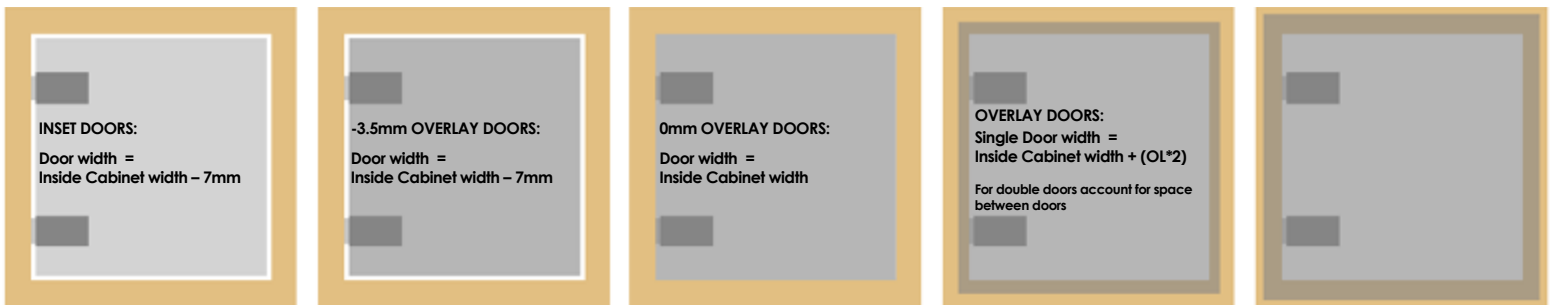 INSET DOORS:
Door width =
Inside Cabinet width – 7mm
-3.5mm OVERLAY DOORS:
Door width =
Inside Cabinet width – 7mm
0mm OVERLAY DOORS:
Door width =
Inside Cabinet width
OVERLAY DOORS:
Single Door width =
Inside Cabinet width + (OL*2)
For double doors account for space
between doors